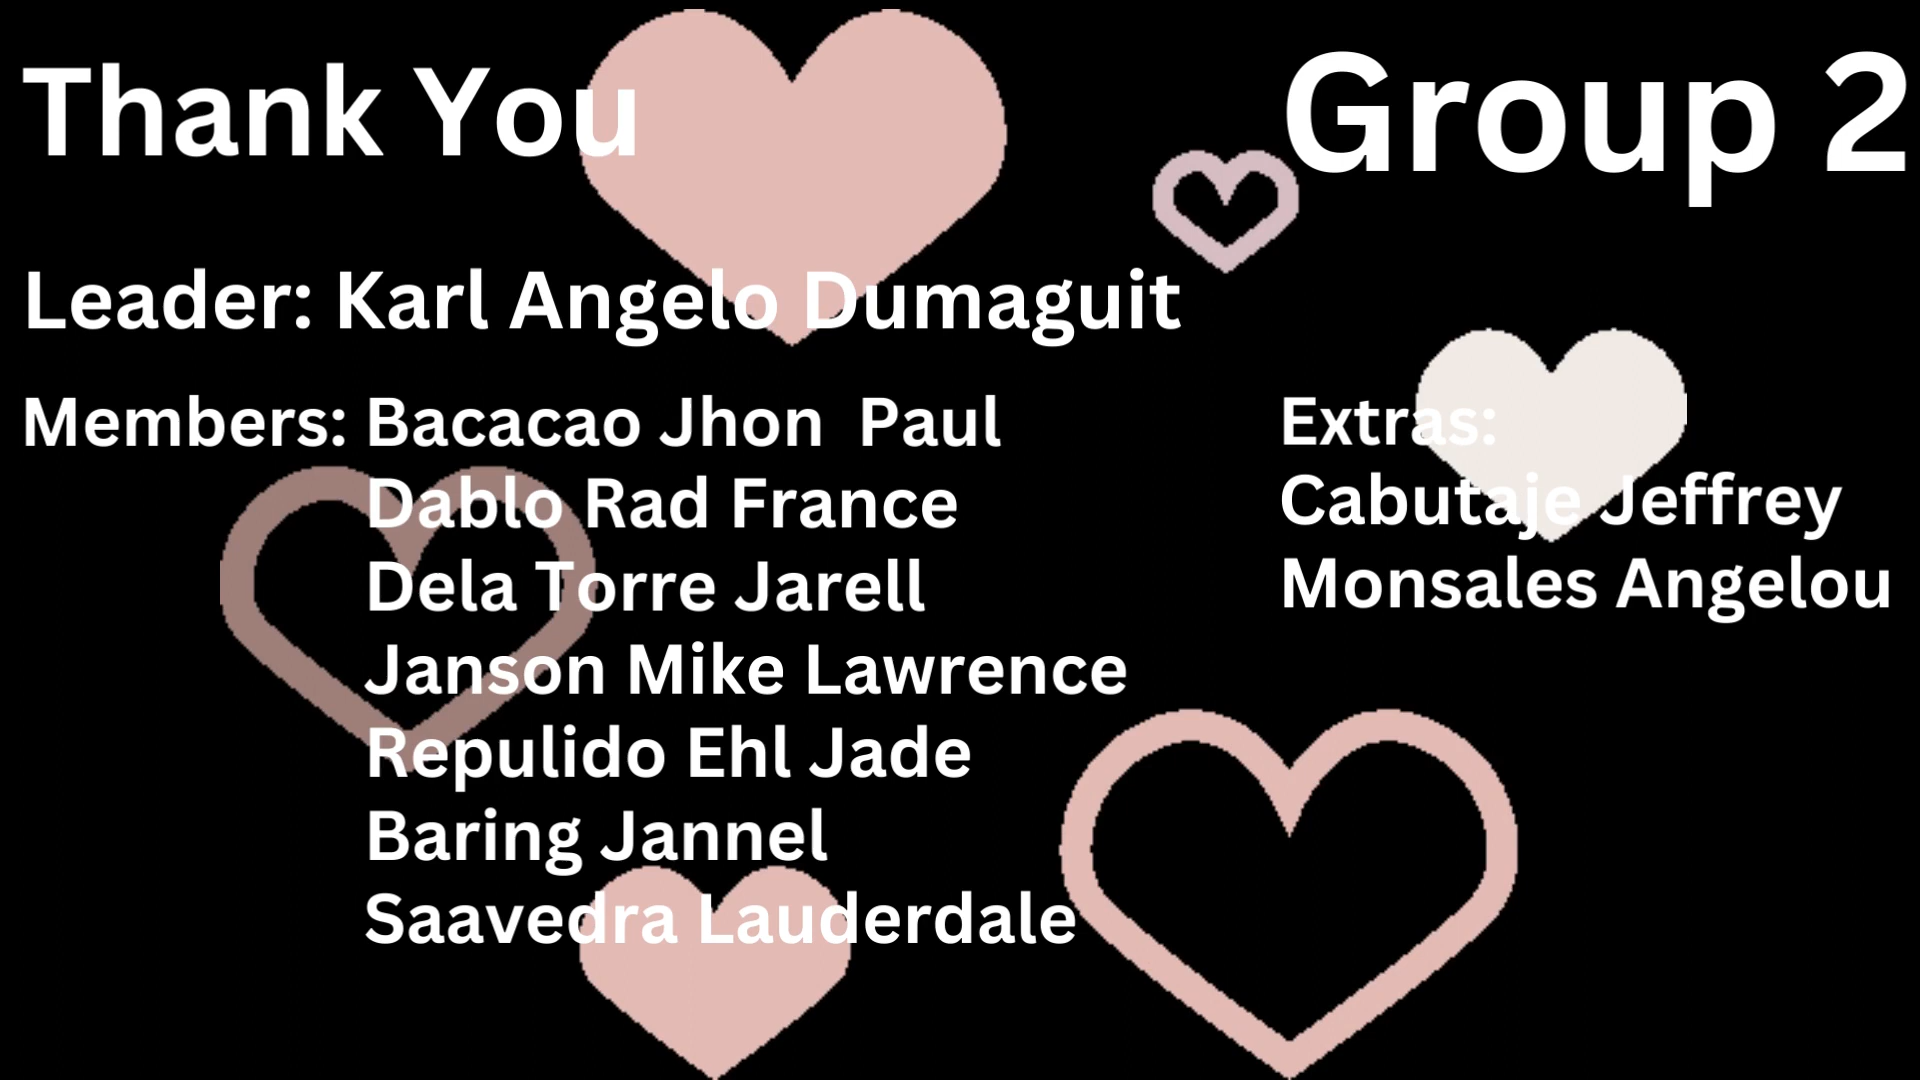 Thank You
Group 2
Leader: Karl Angelo Dumaguit
Members: Bacacao Jhon  Paul
Dablo Rad France
Dela Torre Jarell
Janson Mike Lawrence
Repulido Ehl Jade
Baring Jannel
Saavedra Lauderdale
Extras:
Cabutaje Jeffrey
Monsales Angelou